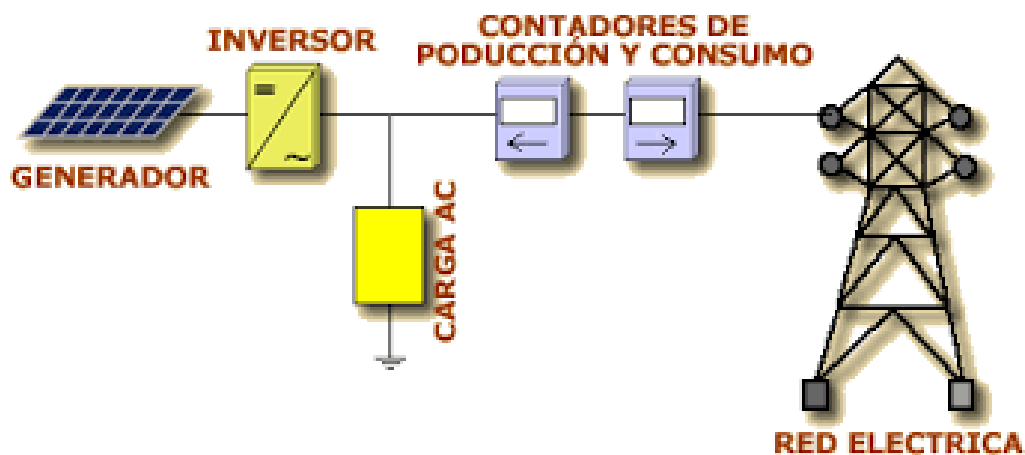 INVERSOR
CONTADORES DE
PODUCCIÓN Y CONSUMO
GENERADOR
CARGA AC
RED ELECTRICA